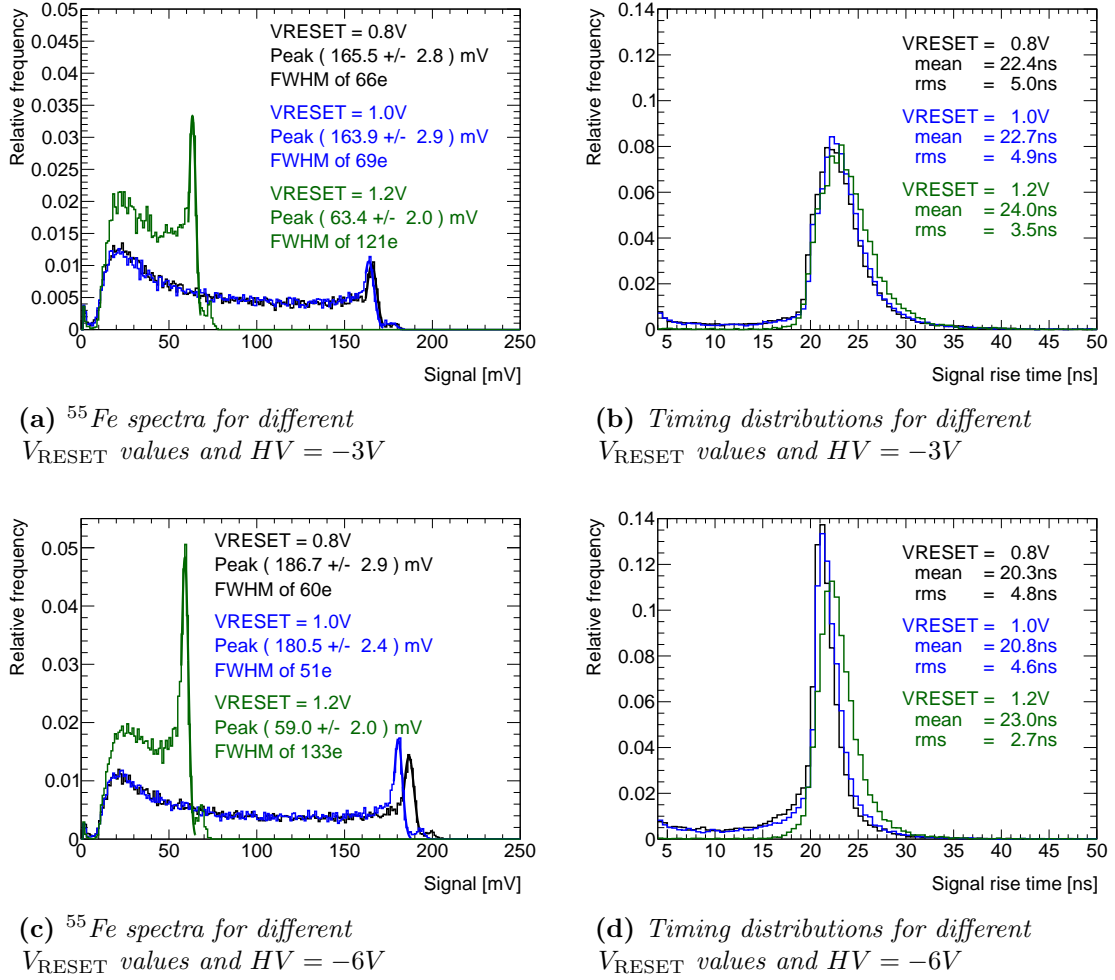 Relative frequency
0.05
0.045
0.04
0.035
0.03
0.025
0.02
0.015
0.01
0.005
0
0 50 100 150 200 250
Signal [mV]
VRESET = 0.8V
Peak ( 165.5 +/- 2.8 ) mV
FWHM of 66e
VRESET = 1.0V
Peak ( 163.9 +/- 2.9 ) mV
FWHM of 69e
VRESET = 1.2V
Peak ( 63.4 +/- 2.0 ) mV
FWHM of 121e
(a) ⁵⁵Fe spectra for different
V_RESET values and HV = −3V
Relative frequency
0.14
0.12
0.1
0.08
0.06
0.04
0.02
0
5 10 15 20 25 30 35 40 45 50
Signal rise time [ns]
VRESET = 0.8V
mean = 22.4ns
rms = 5.0ns
VRESET = 1.0V
mean = 22.7ns
rms = 4.9ns
VRESET = 1.2V
mean = 24.0ns
rms = 3.5ns
(b) Timing distributions for different
V_RESET values and HV = −3V
Relative frequency
0.05
0.04
0.03
0.02
0.01
0
0 50 100 150 200 250
Signal [mV]
VRESET = 0.8V
Peak ( 186.7 +/- 2.9 ) mV
FWHM of 60e
VRESET = 1.0V
Peak ( 180.5 +/- 2.4 ) mV
FWHM of 51e
VRESET = 1.2V
Peak ( 59.0 +/- 2.0 ) mV
FWHM of 133e
(c) ⁵⁵Fe spectra for different
V_RESET values and HV = −6V
Relative frequency
0.14
0.12
0.1
0.08
0.06
0.04
0.02
0
5 10 15 20 25 30 35 40 45 50
Signal rise time [ns]
VRESET = 0.8V
mean = 20.3ns
rms = 4.8ns
VRESET = 1.0V
mean = 20.8ns
rms = 4.6ns
VRESET = 1.2V
mean = 23.0ns
rms = 2.7ns
(d) Timing distributions for different
V_RESET values and HV = −6V